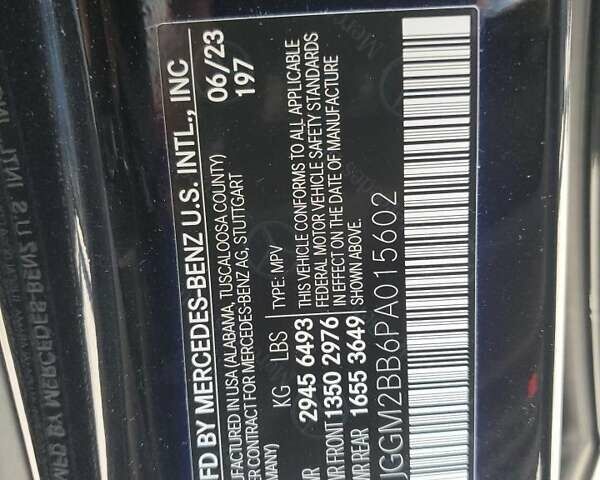 FD BY MERCEDES-BENZ U.S. INTL., INC
UFACTURED IN USA (ALABAMA, TUSCALOOSA COUNTY)
ER CONTRACT FOR MERCEDES-BENZ AG, STUTTGART
MANY)
06/23
197
KG LBS
TYPE: MPV
2945 6493
FRONT 1350 2976
REAR 1655 3649
THIS VEHICLE CONFORMS TO ALL APPLICABLE
FEDERAL MOTOR VEHICLE SAFETY STANDARDS
IN EFFECT ON THE DATE OF MANUFACTURE
SHOWN ABOVE.
JGGM2BB6PA015602